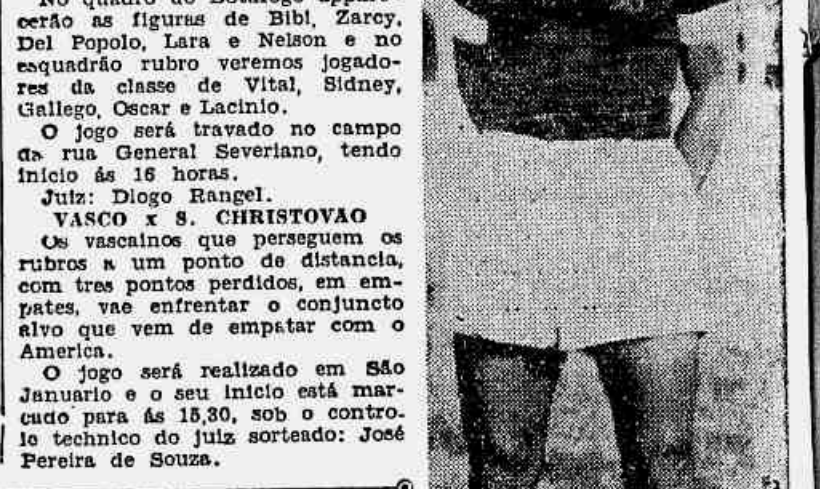 No quadro do Botafogo appare-
cerão as figuras de Bibi, Zarcy,
Del Popolo, Lara e Nelson e no
esquadrão rubro veremos jogado-
res da classe de Vital, Sidney,
Gallego, Oscar e Lacinio.
O jogo será travado no campo
da rua General Severiano, tendo
inicio ás 16 horas.
Juiz: Diogo Rangel.
VASCO x S. CHRISTOVAO
Os vascainos que perseguem os
rubros a um ponto de distancia,
com tres pontos perdidos, em em-
pates, vae enfrentar o conjuncto
alvo que vem de empatar com o
America.
O jogo será realizado em São
Januario e o seu inicio está mar-
cado para ás 15,30, sob o contro-
le technico do juiz sorteado: José
Pereira de Souza.